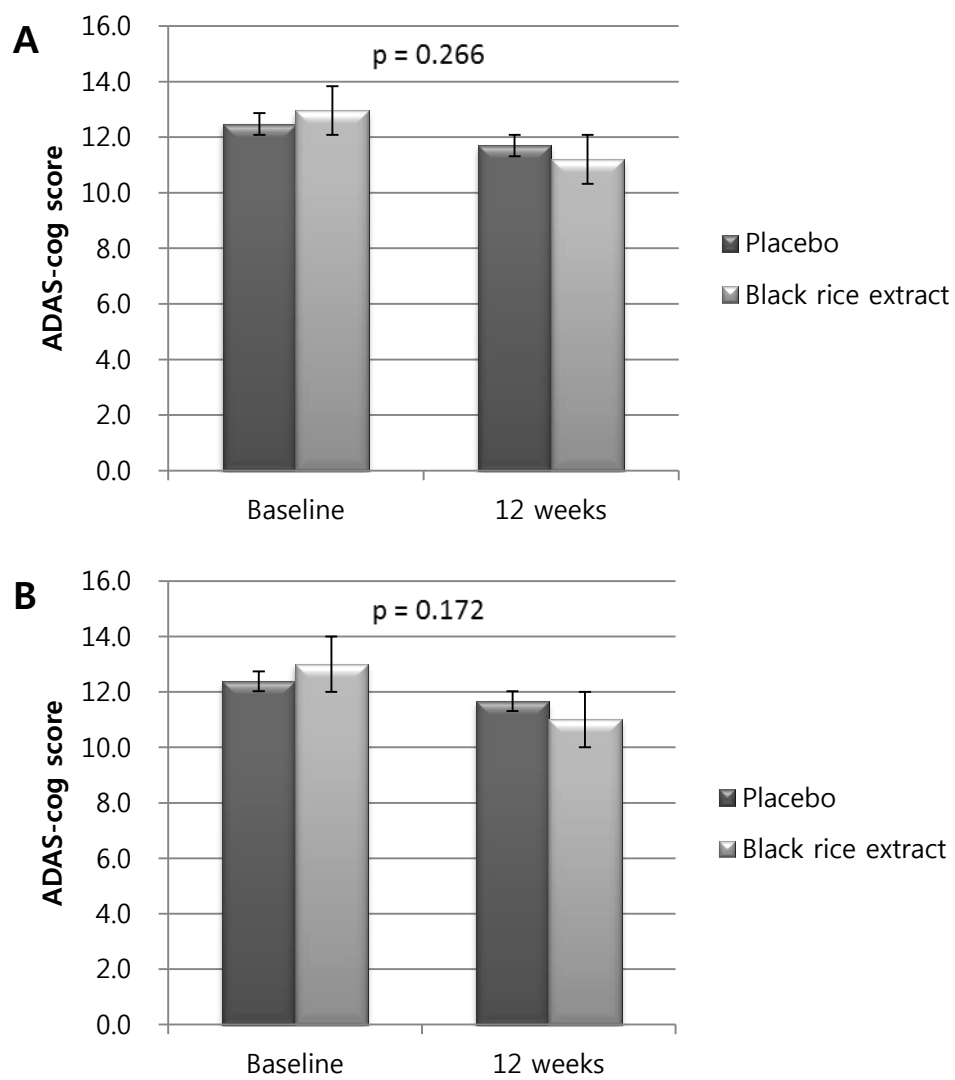 A
p = 0.266
16.0
14.0
12.0
10.0
8.0
6.0
4.0
2.0
0.0
ADAS-cog score
Baseline
12 weeks
Placebo
Black rice extract
B
p = 0.172
16.0
14.0
12.0
10.0
8.0
6.0
4.0
2.0
0.0
ADAS-cog score
Baseline
12 weeks
Placebo
Black rice extract